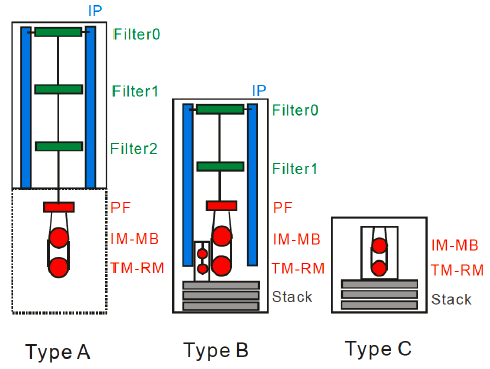 IP
Filter0
Filter1
Filter2
PF
IM-MB
TM-RM
Type A
IP
Filter0
Filter1
PF
IM-MB
TM-RM
Stack
Type B
IM-MB
TM-RM
Stack
Type C